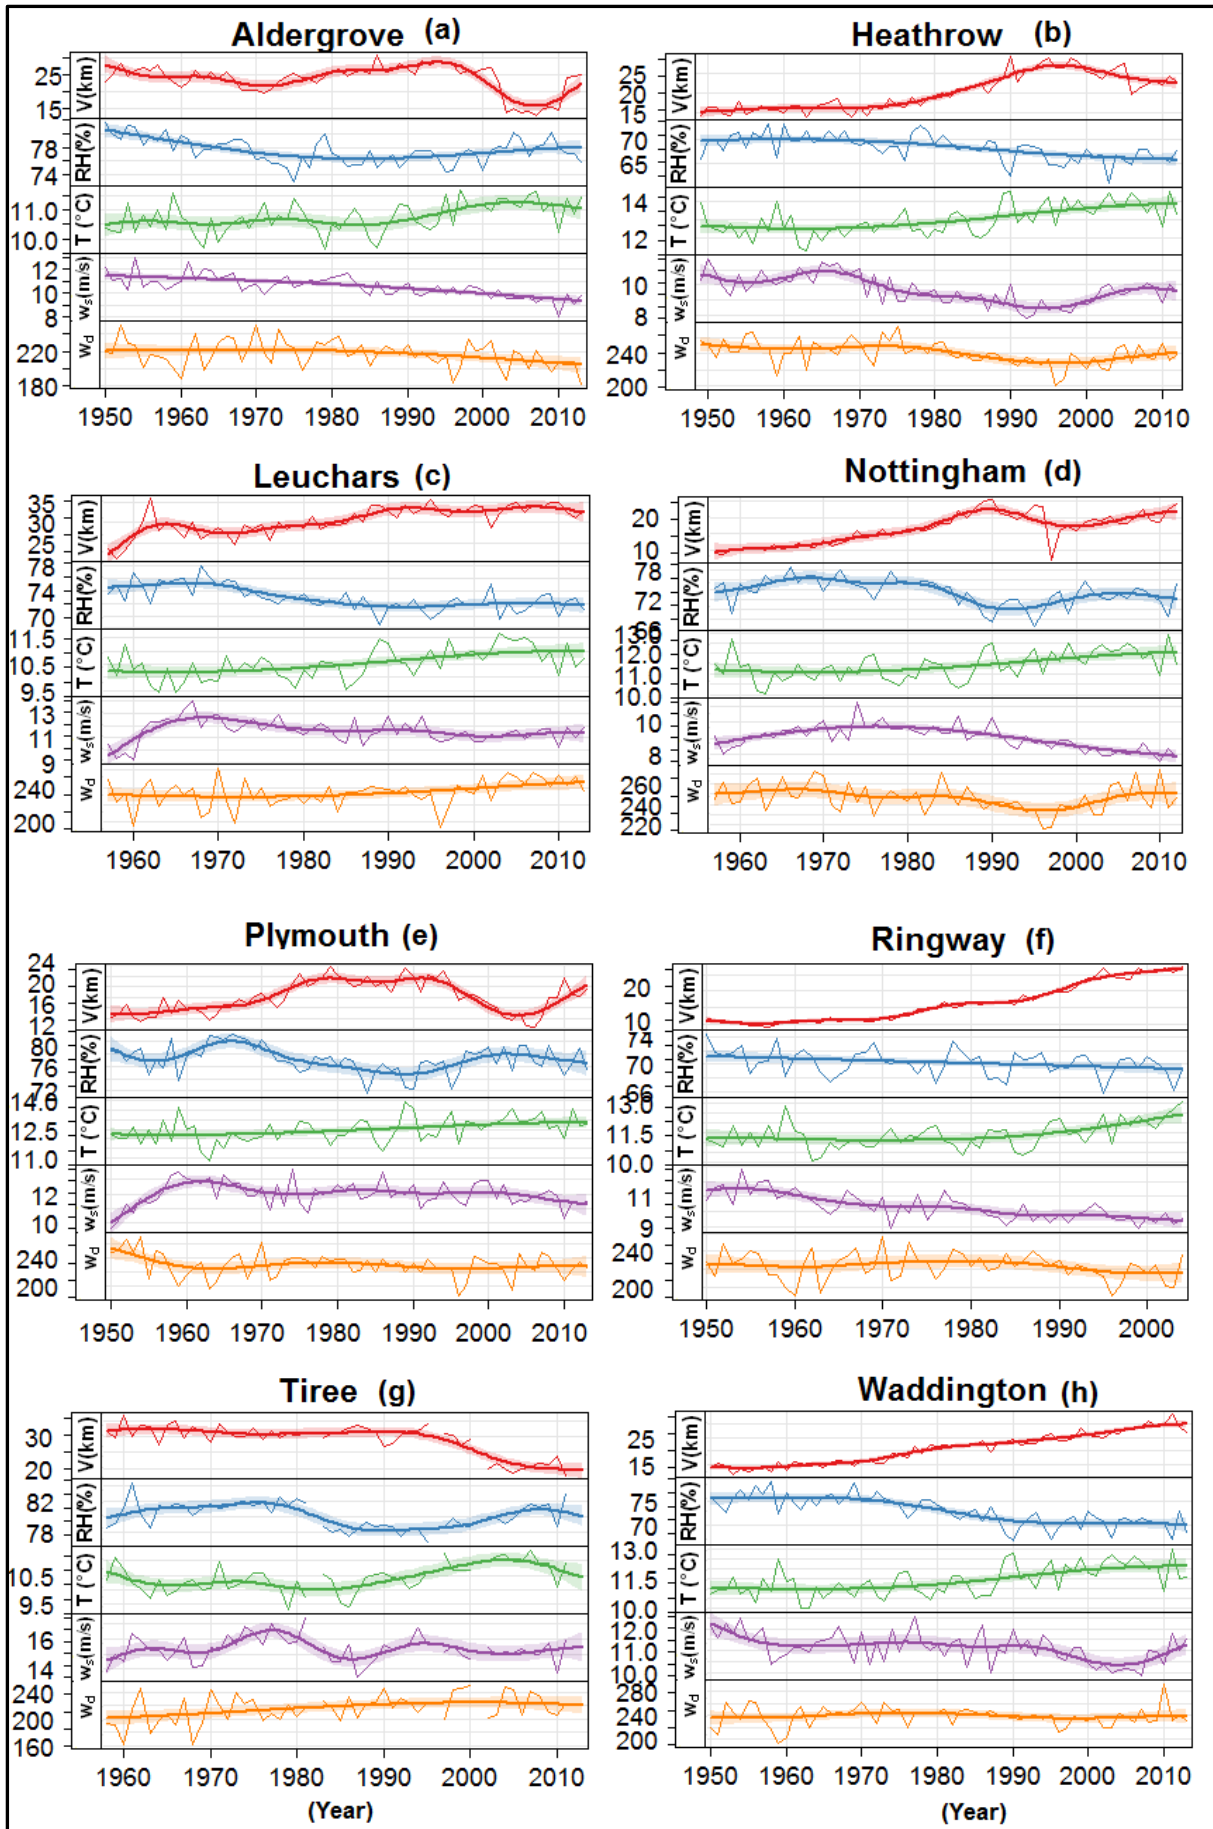 Aldergrove (a)
V(km)
25
15
RH(%)
78
74
T (°C)
11.0
10.0
ws(m/s)
12
10
8
wd
220
180
1950 1960 1970 1980 1990 2000 2010
Heathrow (b)
V(km)
25
20
15
RH(%)
70
65
T (°C)
14
12
ws(m/s)
10
8
wd
240
200
1950 1960 1970 1980 1990 2000 2010
Leuchars (c)
V(km)
35
30
25
RH(%)
78
74
70
T (°C)
11.5
10.5
9.5
ws(m/s)
13
11
9
wd
240
200
1960 1970 1980 1990 2000 2010
Nottingham (d)
V(km)
20
10
RH(%)
78
72
66
T (°C)
13.0
12.0
11.0
10.0
ws(m/s)
10
8
wd
260
240
220
1960 1970 1980 1990 2000 2010
Plymouth (e)
V(km)
24
20
16
12
RH(%)
80
76
72
T (°C)
14.0
12.5
11.0
ws(m/s)
12
10
wd
240
200
1950 1960 1970 1980 1990 2000 2010
Ringway (f)
V(km)
20
10
RH(%)
74
70
66
T (°C)
13.0
11.5
10.0
ws(m/s)
11
9
wd
240
200
1950 1960 1970 1980 1990 2000
Tiree (g)
V(km)
30
20
RH(%)
82
78
T (°C)
10.5
9.5
ws(m/s)
16
14
wd
240
200
160
1960 1970 1980 1990 2000 2010
(Year)
Waddington (h)
V(km)
25
15
RH(%)
75
70
T (°C)
13.0
11.5
10.0
ws(m/s)
12.0
11.0
10.0
wd
280
240
200
1950 1960 1970 1980 1990 2000 2010
(Year)